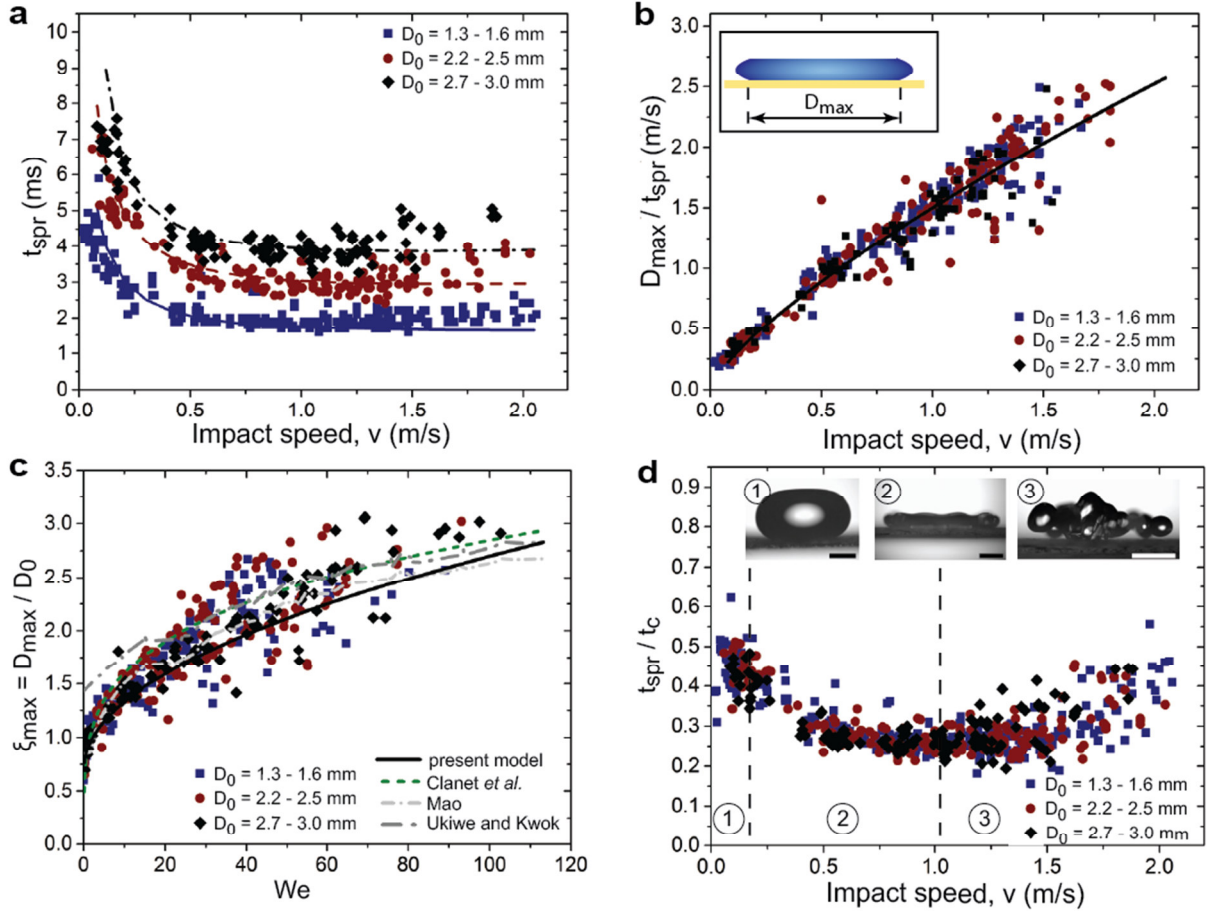 a
10
9
8
7
6
5
4
3
2
1
0
t_spr (ms)
D₀ = 1.3 - 1.6 mm
D₀ = 2.2 - 2.5 mm
D₀ = 2.7 - 3.0 mm
0.0 0.5 1.0 1.5 2.0
Impact speed, v (m/s)
b
3.0
2.5
2.0
1.5
1.0
0.5
0.0
D_max / t_spr (m/s)
D_max
D₀ = 1.3 - 1.6 mm
D₀ = 2.2 - 2.5 mm
D₀ = 2.7 - 3.0 mm
0.0 0.5 1.0 1.5 2.0
Impact speed, v (m/s)
c
3.5
3.0
2.5
2.0
1.5
1.0
0.5
0.0
ξ_max = D_max / D₀
D₀ = 1.3 - 1.6 mm
D₀ = 2.2 - 2.5 mm
D₀ = 2.7 - 3.0 mm
present model
Clanet et al.
Mao
Ukiwe and Kwok
0 20 40 60 80 100 120
We
d
0.9
0.8
0.7
0.6
0.5
0.4
0.3
0.2
0.1
0.0
t_spr / t_c
① ② ③
D₀ = 1.3 - 1.6 mm
D₀ = 2.2 - 2.5 mm
D₀ = 2.7 - 3.0 mm
① ② ③
0.0 0.5 1.0 1.5 2.0
Impact speed, v (m/s)